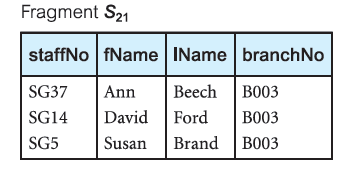 Fragment S21
staffNo fName lName branchNo
SG37 Ann Beech B003
SG14 David Ford B003
SG5 Susan Brand B003